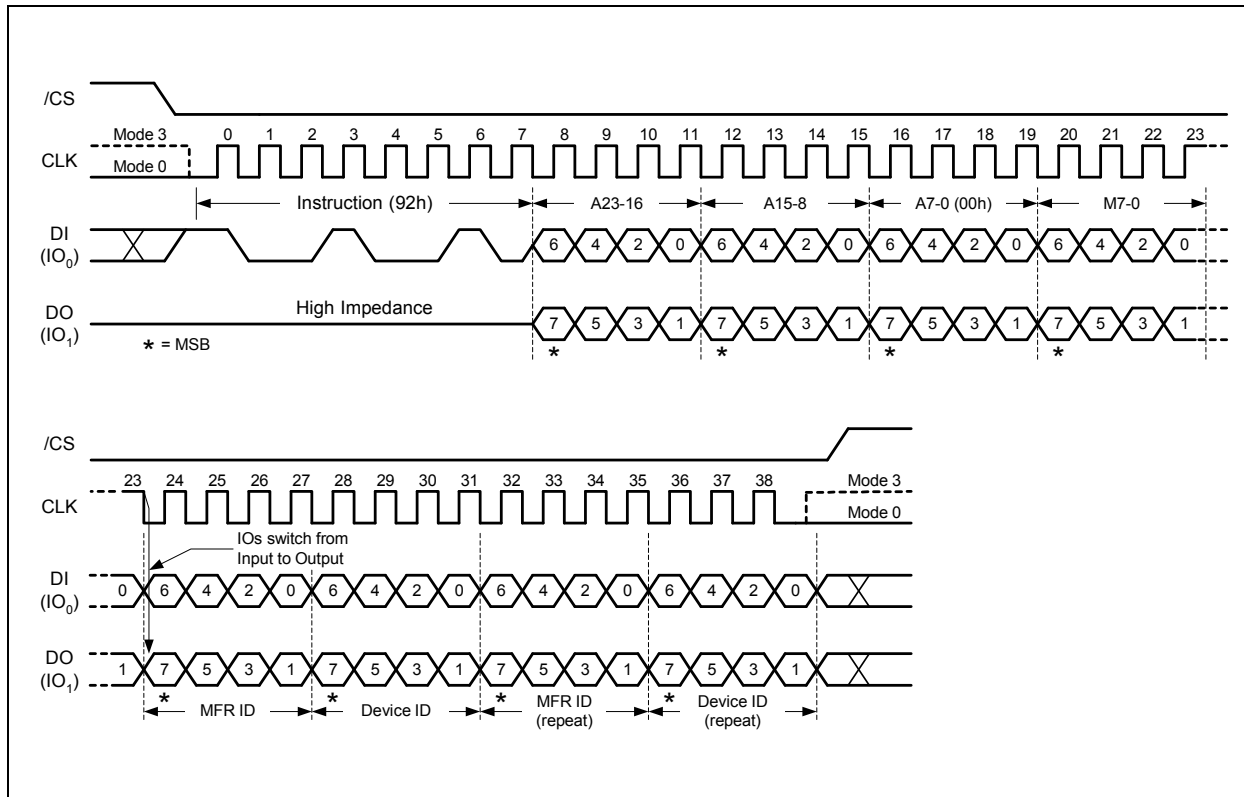 /CS
Mode 3
0 1 2 3 4 5 6 7 8 9 10 11 12 13 14 15 16 17 18 19 20 21 22 23
CLK
Mode 0
Instruction (92h) A23-16 A15-8 A7-0 (00h) M7-0
DI
(IO0)
6 4 2 0 6 4 2 0 6 4 2 0 6 4 2 0
High Impedance
DO
(IO1)
7 5 3 1 7 5 3 1 7 5 3 1 7 5 3 1
* * * *
* = MSB
/CS
23 24 25 26 27 28 29 30 31 32 33 34 35 36 37 38
Mode 3
CLK
Mode 0
IOs switch from
Input to Output
DI
(IO0)
0 6 4 2 0 6 4 2 0 6 4 2 0 6 4 2 0
DO
(IO1)
1 7 5 3 1 7 5 3 1 7 5 3 1 7 5 3 1
* * * *
MFR ID Device ID MFR ID
(repeat)
Device ID
(repeat)